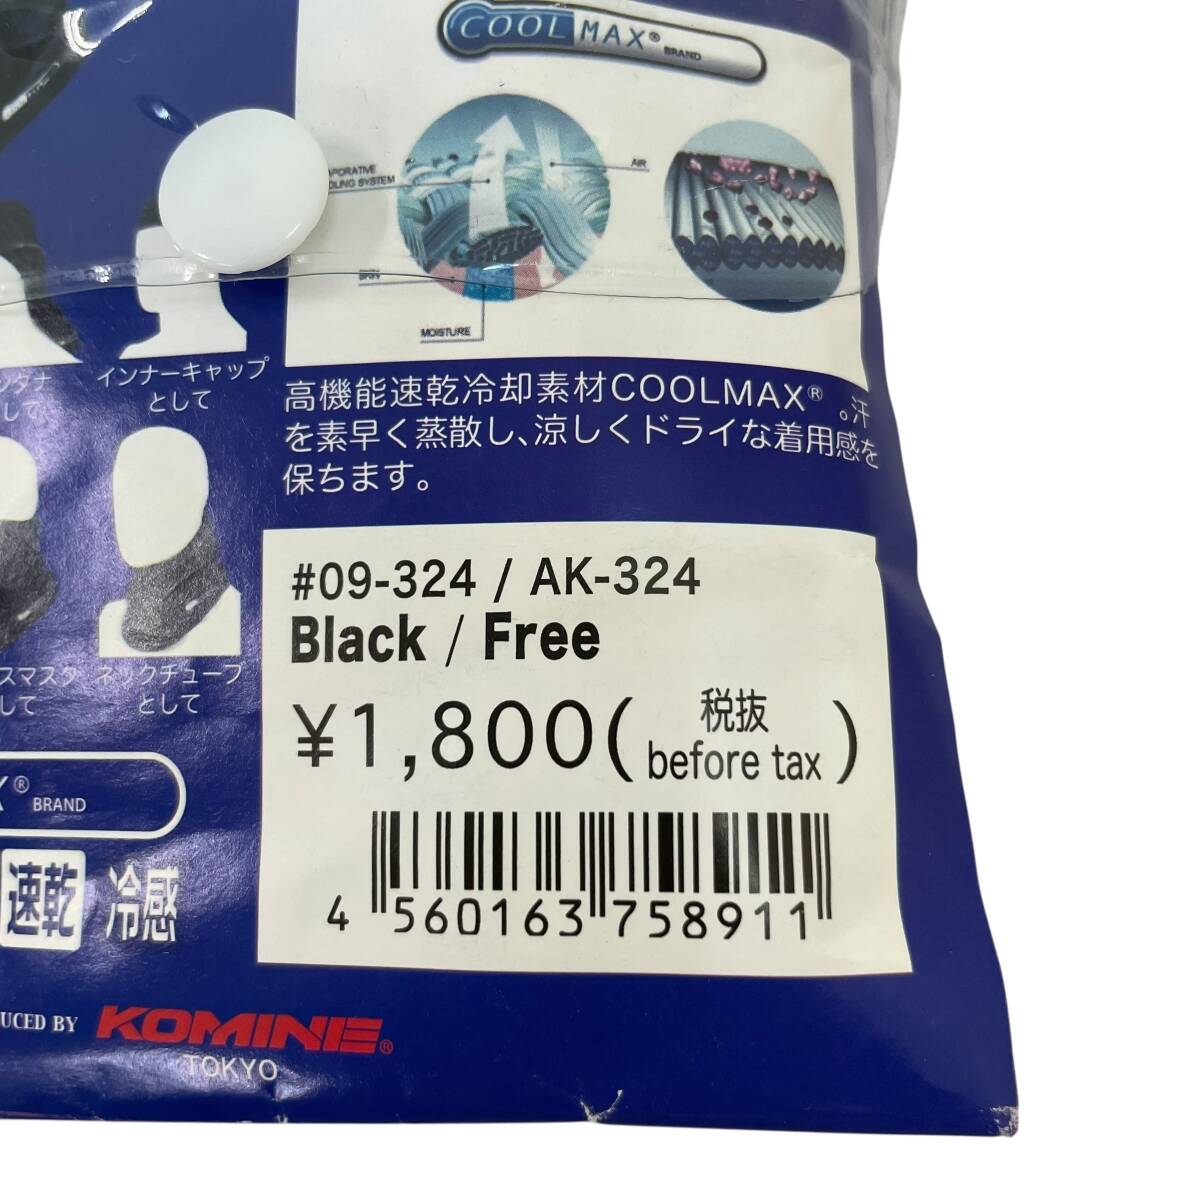 COOLMAX® BRAND
AIR
MOISTURE
インナーキャップ
として
高機能速乾冷却素材COOLMAX®。汗
を素早く蒸散し、涼しくドライな着用感を
保ちます。
ネックチューブ
として
#09-324 / AK-324
Black / Free
¥1,800(税抜 before tax)
4 560163 758911
® BRAND
速乾 冷感
UCED BY KOMINE®
TOKYO